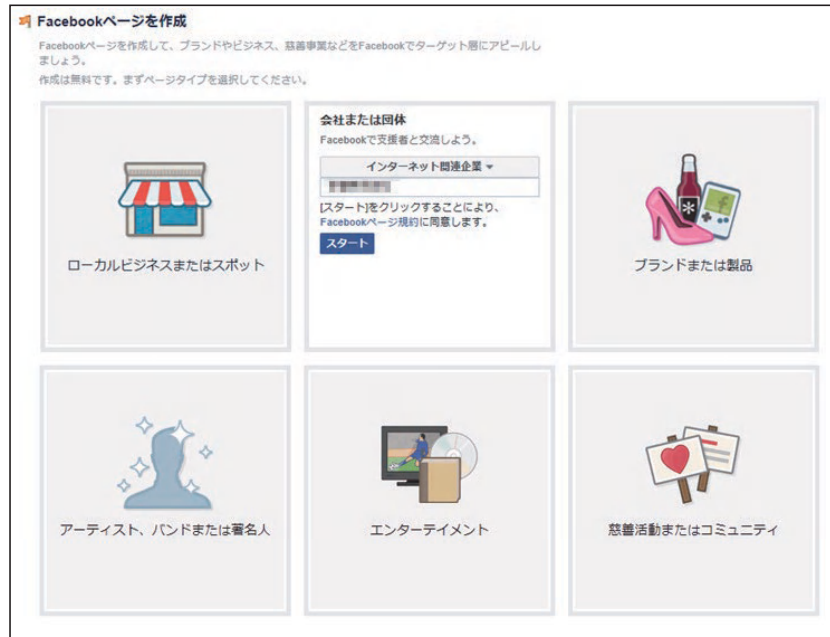 Facebookページを作成
Facebookページを作成して、ブランドやビジネス、慈善事業などをFacebookでターゲット層にアピールし
ましょう。
作成は無料です。まずページタイプを選択してください。
ローカルビジネスまたはスポット
会社または団体
Facebookで支援者と交流しよう。
インターネット関連企業
[スタート]をクリックすることにより、
Facebookページ規約に同意します。
スタート
ブランドまたは製品
アーティスト、バンドまたは著名人
エンターテイメント
慈善活動またはコミュニティ